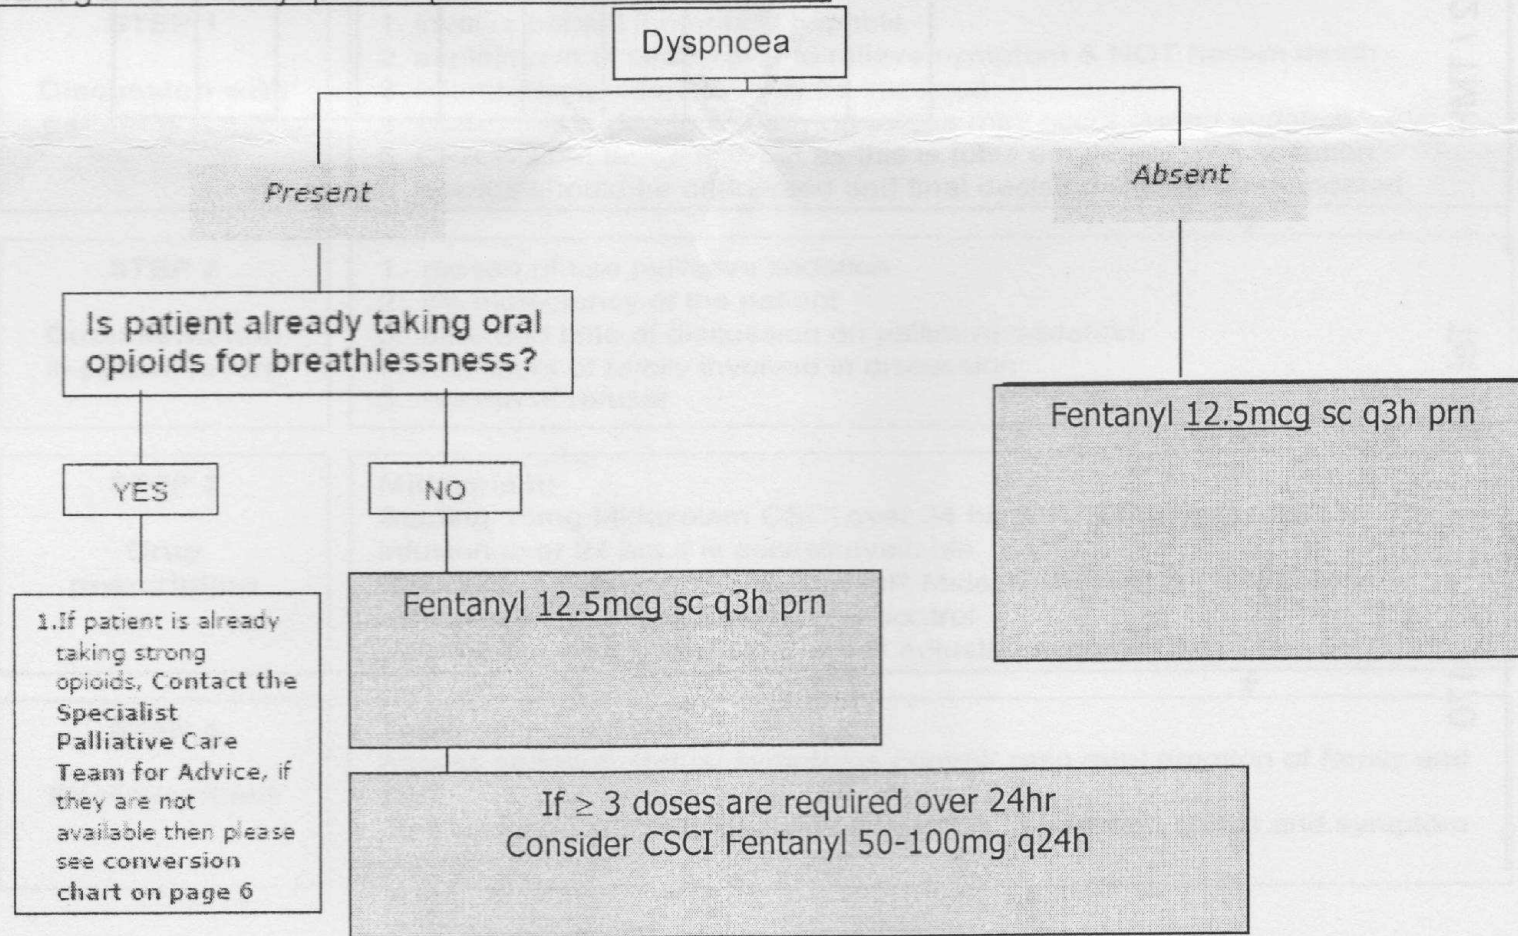 Dyspnoea
Present
Absent
Is patient already taking oral
opioids for breathlessness?
YES
NO
Fentanyl 12.5mcg sc q3h prn
Fentanyl 12.5mcg sc q3h prn
1.If patient is already
taking strong
opioids, Contact the
Specialist
Palliative Care
Team for Advice, if
they are not
available then please
see conversion
chart on page 6
If ≥ 3 doses are required over 24hr
Consider CSCI Fentanyl 50-100mg q24h